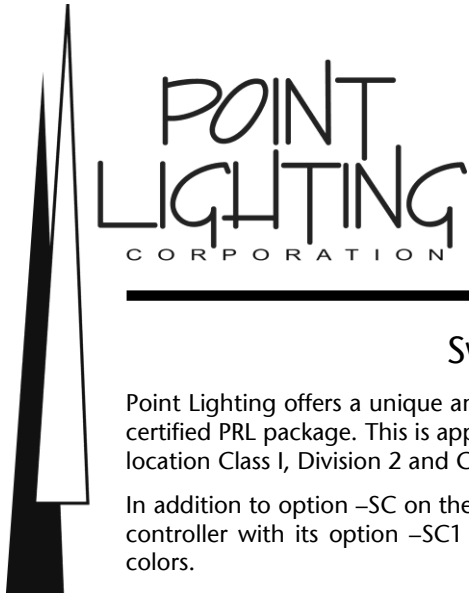 POINT
LIGHTING
CORPORATION
Point Lighting offers a unique
certified PRL package. This is
location Class I, Division 2 and
In addition to option –SC on the
controller with its option –SC1
colors.